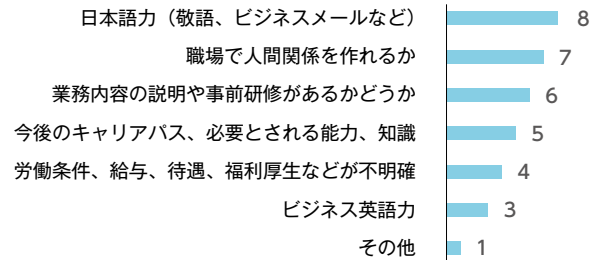 日本語力（敬語、ビジネスメールなど） 8
職場で人間関係を作れるか 7
業務内容の説明や事前研修があるかどうか 6
今後のキャリアパス、必要とされる能力、知識 5
労働条件、給与、待遇、福利厚生などが不明確 4
ビジネス英語力 3
その他 1